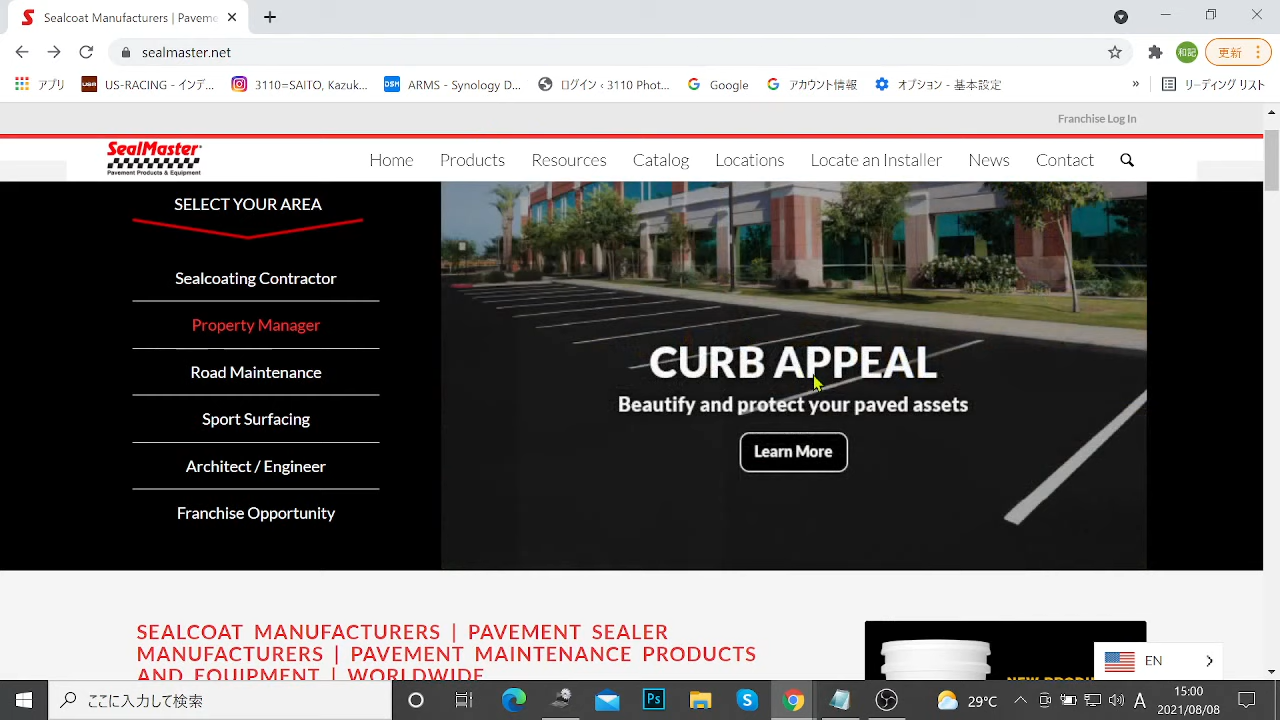 Sealcoat Manufacturers | Pave
sealmaster.net
和記
更新
アプリ
US-RACING - インデ...
3110=SAITO, Kazuk...
ARMS - Synology D...
ログイン - 3110 Phot...
Google
アカウント情報
オプション - 基本設定
»
リーディング リスト
Franchise Log In
SealMaster
Pavement Products & Equipment
Home
Products
Resources
Catalog
Locations
Locate an Installer
News
Contact
SELECT YOUR AREA
Sealcoating Contractor
Property Manager
Road Maintenance
Sport Surfacing
Architect / Engineer
Franchise Opportunity
CURB APPEAL
Beautify and protect your paved assets
Learn More
SEALCOAT MANUFACTURERS | PAVEMENT SEALER
MANUFACTURERS | PAVEMENT MAINTENANCE PRODUCTS
AND EQUIPMENT | WORLDWIDE
EN
ここに入力して検索
Ps
29°C
A
15:00
2021/08/08